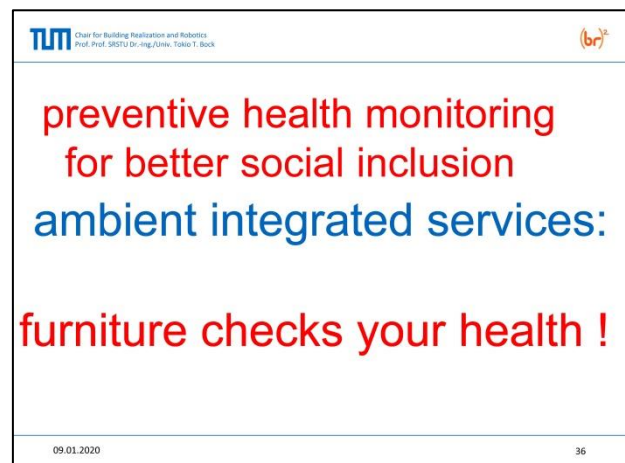 TUM Chair for Building Realization and Robotics
Prof. Prof. SRSTU Dr.-Ing./Univ. Tokio T. Bock
(br)²
preventive health monitoring
for better social inclusion
ambient integrated services:
furniture checks your health !
09.01.2020
36